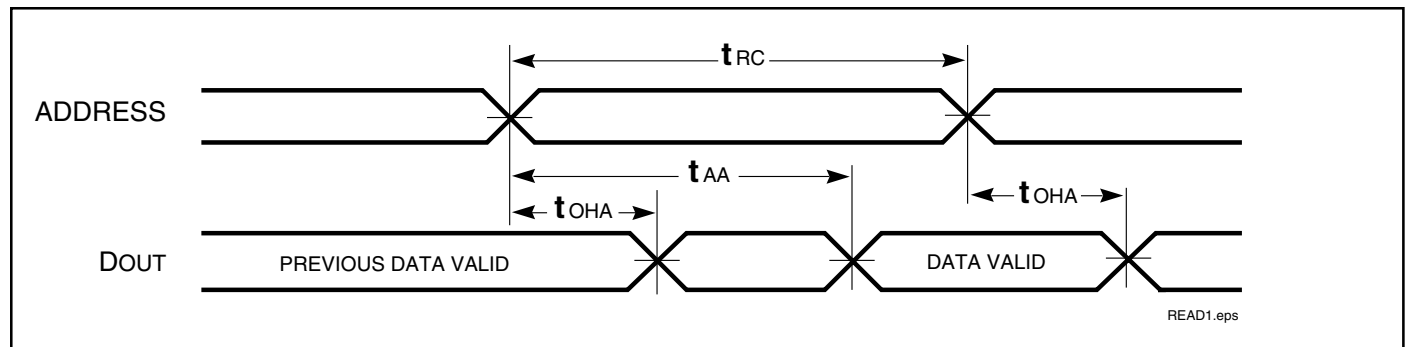 tRC
ADDRESS
tAA
tOHA
tOHA
DOUT
PREVIOUS DATA VALID
DATA VALID
READ1.eps